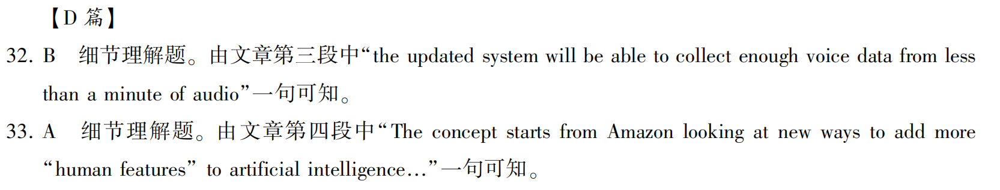 【D 篇】
32. B 细节理解题。由文章第三段中“the updated system will be able to collect enough voice data from less
than a minute of audio”一句可知。
33. A 细节理解题。由文章第四段中“The concept starts from Amazon looking at new ways to add more
“human features” to artificial intelligence…”一句可知。